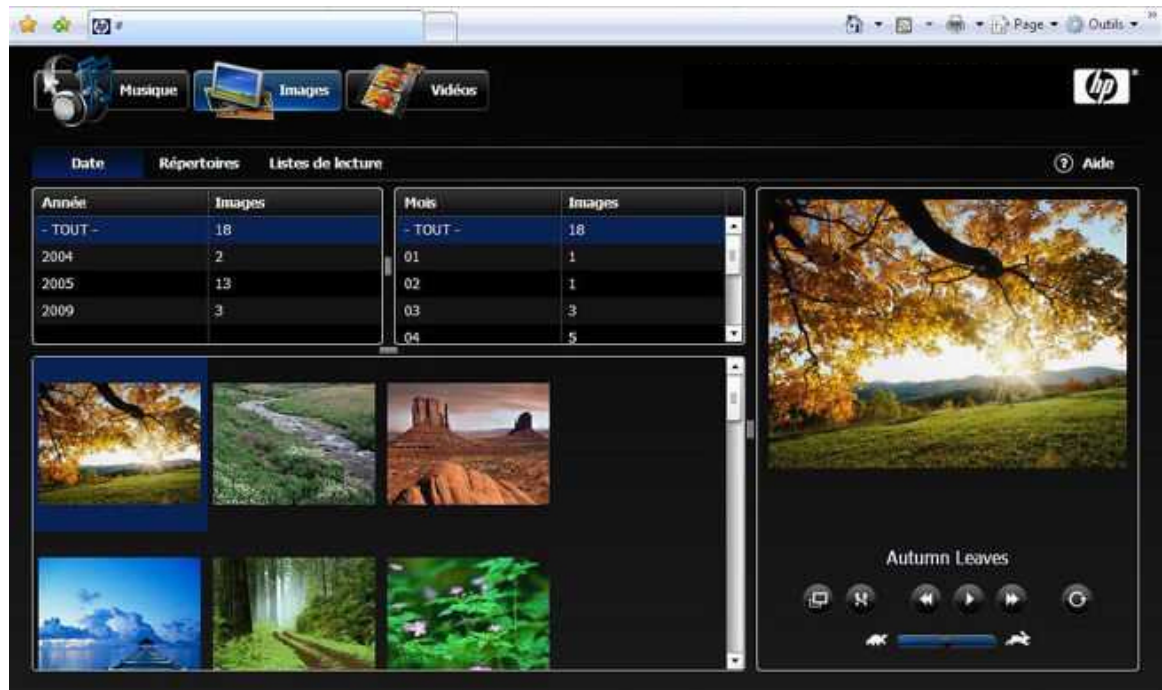 # Page Outils »
Musique Images Vidéos hp
Date Répertoires Listes de lecture ? Aide
Année Images Mois Images
- TOUT - 18 - TOUT - 18
2004 2 01 1
2005 13 02 1
2009 3 03 3
04 5
Autumn Leaves